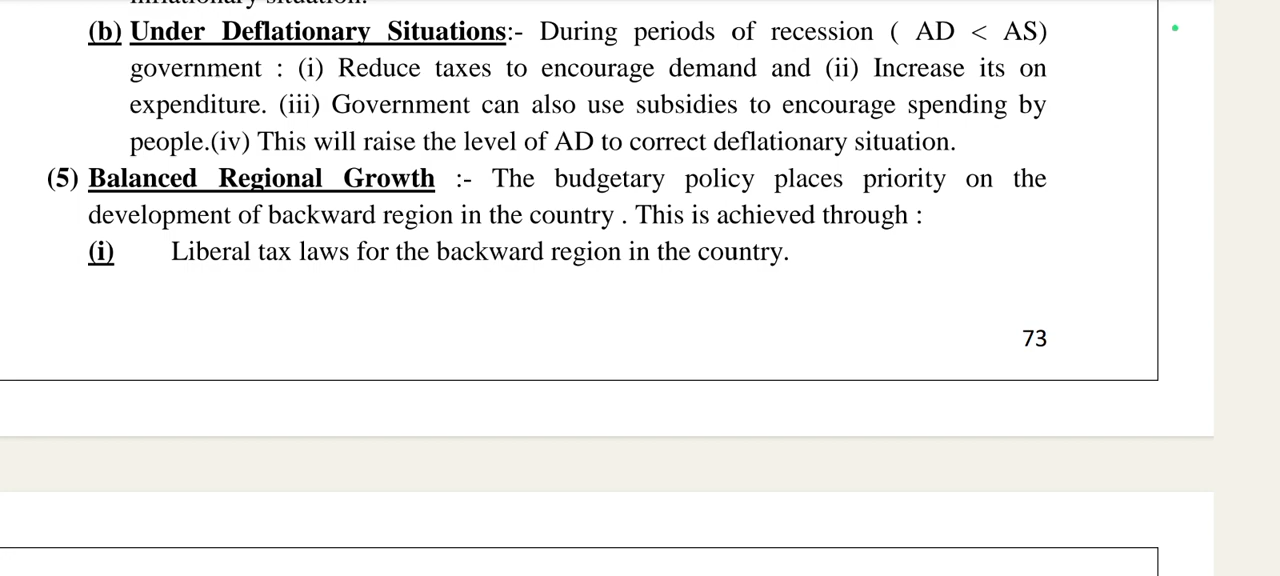 (b) Under Deflationary Situations:- During periods of recession ( AD < AS)
government : (i) Reduce taxes to encourage demand and (ii) Increase its on
expenditure. (iii) Government can also use subsidies to encourage spending by
people.(iv) This will raise the level of AD to correct deflationary situation.
(5) Balanced Regional Growth :- The budgetary policy places priority on the
development of backward region in the country . This is achieved through :
(i) Liberal tax laws for the backward region in the country.
73